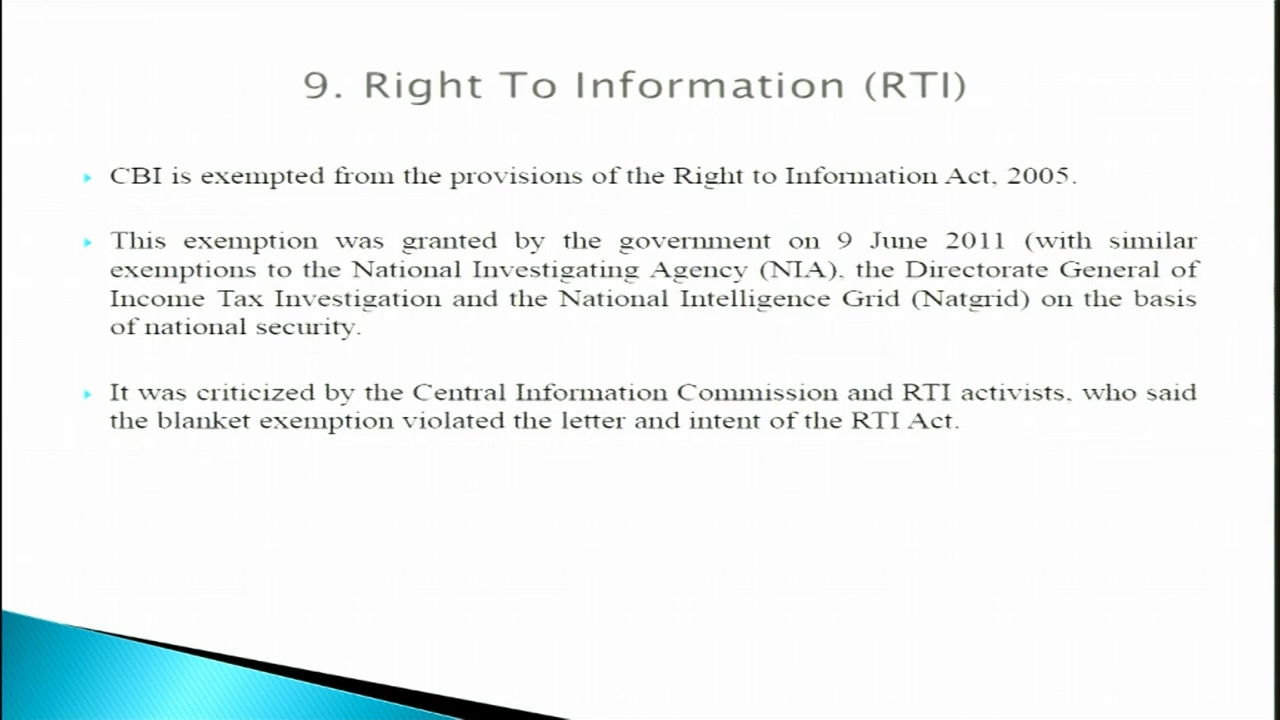 9. Right To Information (RTI)
CBI is exempted from the provisions of the Right to Information Act, 2005.
This exemption was granted by the government on 9 June 2011 (with similar
exemptions to the National Investigating Agency (NIA), the Directorate General of
Income Tax Investigation and the National Intelligence Grid (Natgrid) on the basis
of national security.
It was criticized by the Central Information Commission and RTI activists, who said
the blanket exemption violated the letter and intent of the RTI Act.